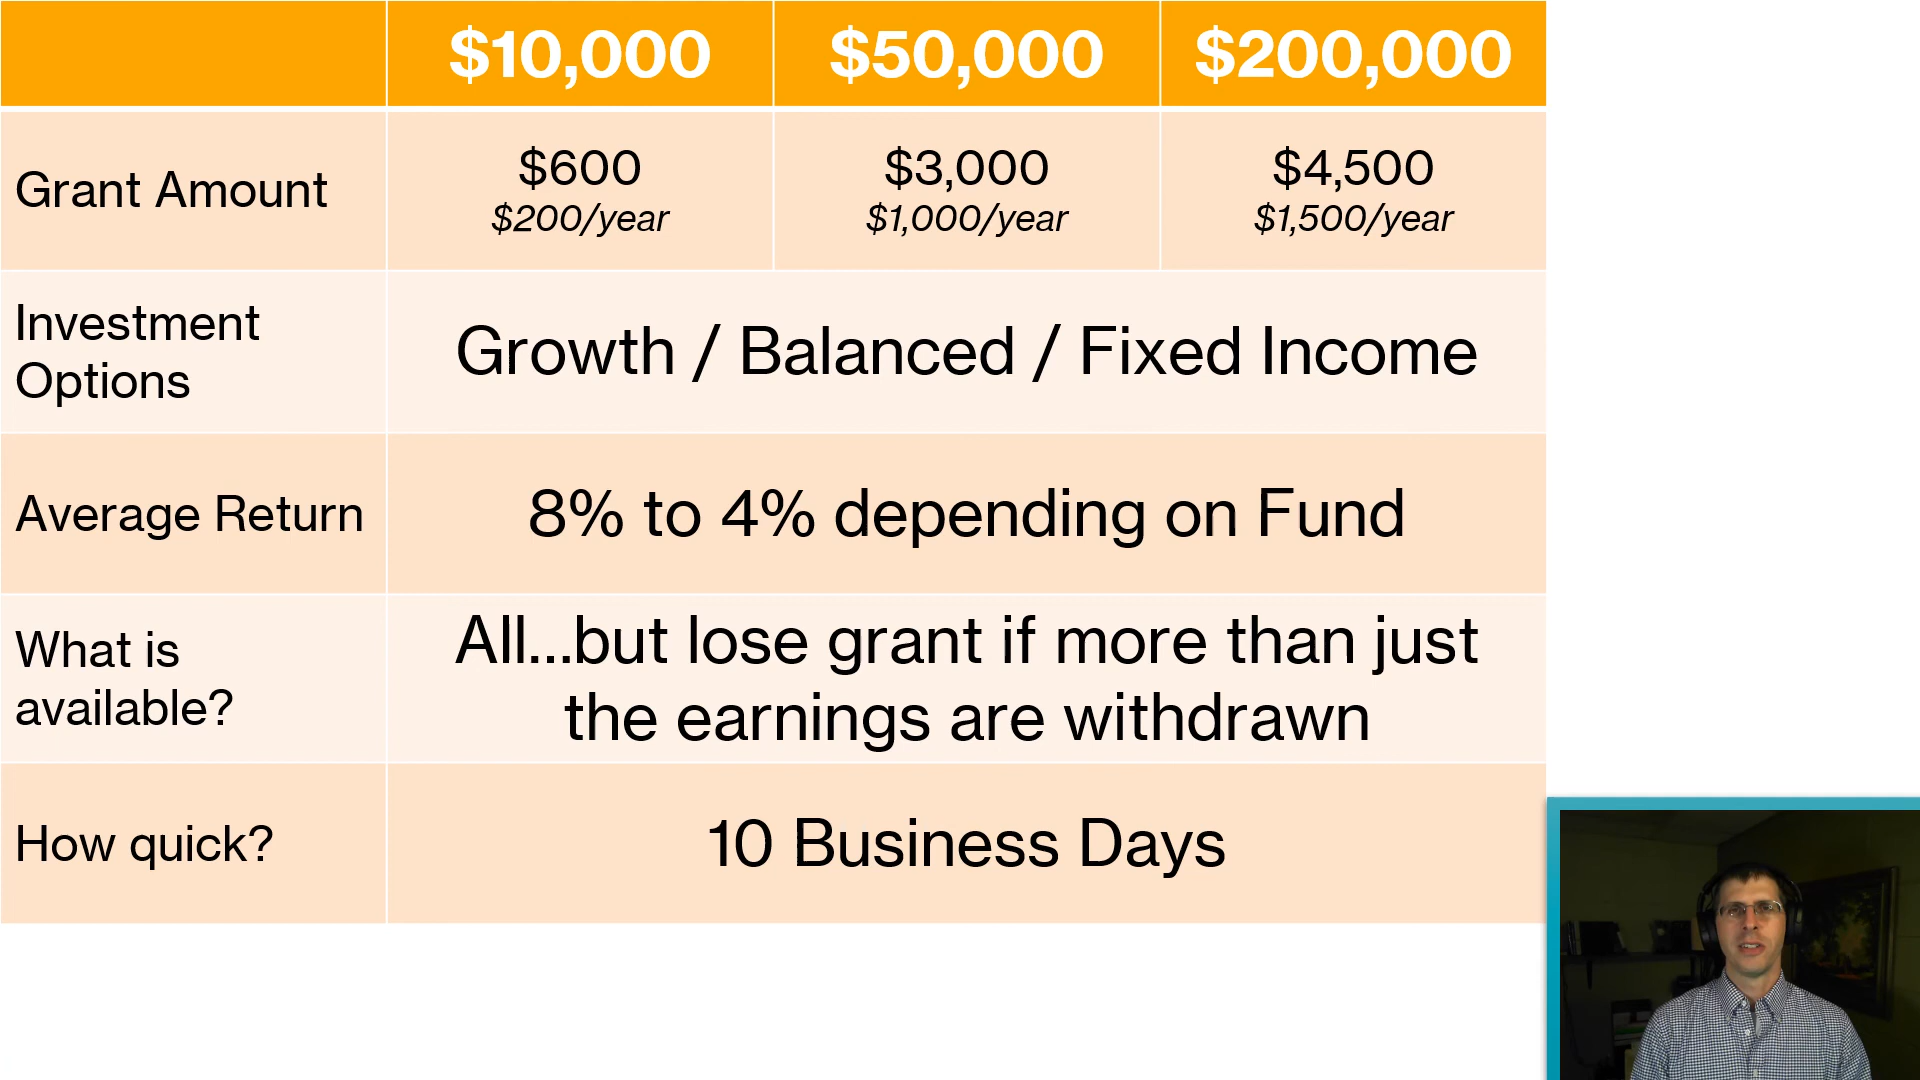 $10,000
$50,000
$200,000
Grant Amount
$600
$200/year
$3,000
$1,000/year
$4,500
$1,500/year
Investment
Options
Growth / Balanced / Fixed Income
Average Return
8% to 4% depending on Fund
What is
available?
All...but lose grant if more than just
the earnings are withdrawn
How quick?
10 Business Days